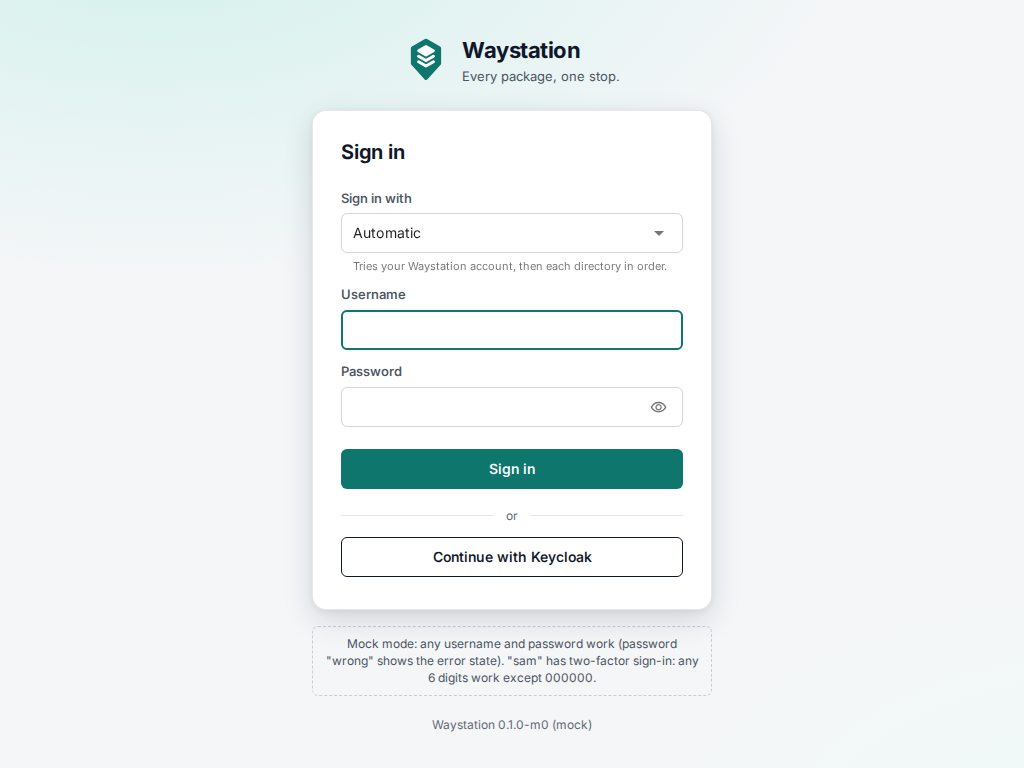 Waystation
Every package, one stop.
Sign in
Sign in with
Automatic
Tries your Waystation account, then each directory in order.
Username
Password
Sign in
or
Continue with Keycloak
Mock mode: any username and password work (password
"wrong" shows the error state). "sam" has two-factor sign-in: any
6 digits work except 000000.
Waystation 0.1.0-m0 (mock)